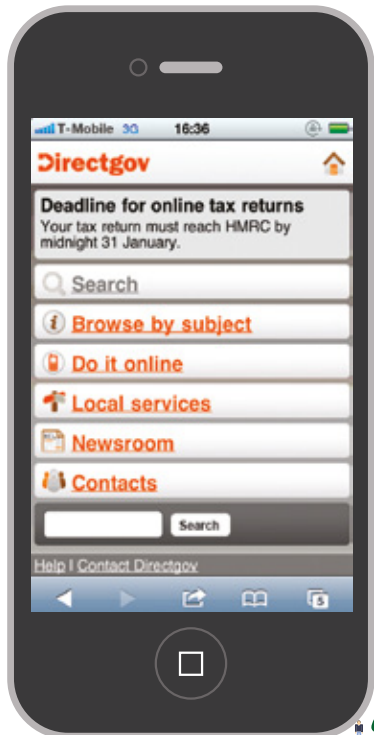 T-Mobile 3G 16:36
Directgov
Deadline for online tax returns
Your tax return must reach HMRC by
midnight 31 January.
Search
Browse by subject
Do it online
Local services
Newsroom
Contacts
Search
Help | Contact Directgov
5